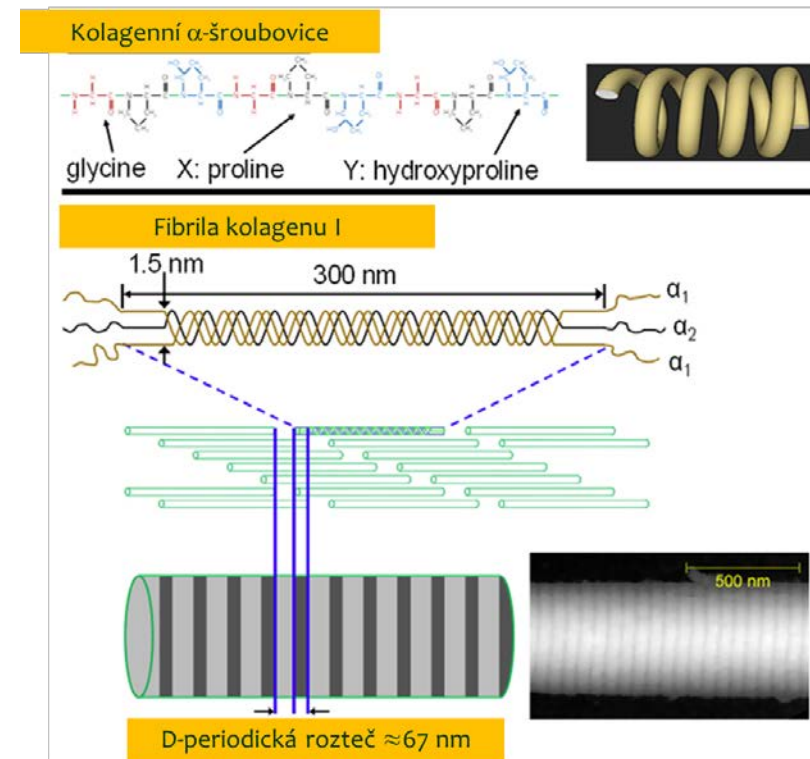 Kolagenní α-šroubovice
glycine X: proline Y: hydroxyproline
Fibrila kolagenu I
1.5 nm
300 nm
α₁
α₂
α₁
500 nm
D-periodická rozteč ≈67 nm